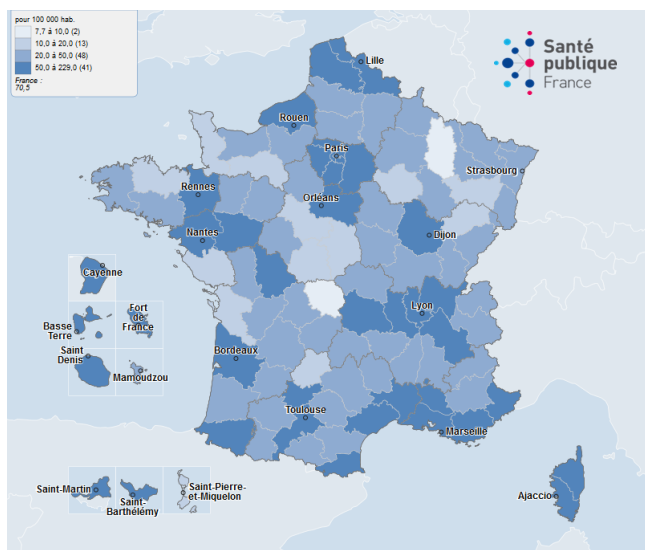 pour 100 000 hab.
7,7 à 10,0 (2)
10,0 à 20,0 (13)
20,0 à 50,0 (48)
50,0 à 229,0 (41)
France :
70,5
Santé
publique
France
Lille
Rouen
Paris
Strasbourg
Rennes
Orléans
Nantes
Dijon
Cayenne
Lyon
Basse
Terre
Fort
de
France
Saint
Denis
Mamoudzou
Bordeaux
Toulouse
Marseille
Saint-Martin
Saint-
Barthélémy
Saint-Pierre-
et-Miquelon
Ajaccio